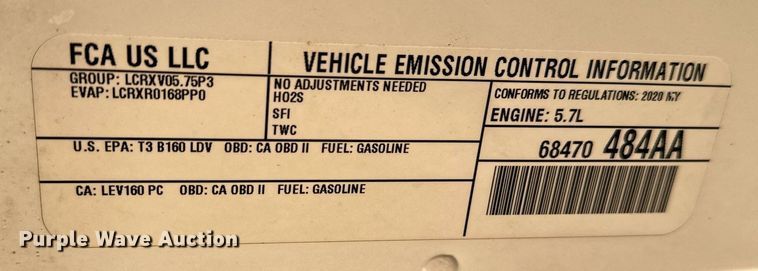 FCA US LLC
VEHICLE EMISSION CONTROL INFORMATION
GROUP: LCRXV05.75P3
EVAP: LCRXR0168PP0
NO ADJUSTMENTS NEEDED
HO2S
SFI
TWC
CONFORMS TO REGULATIONS: 2020 MY
ENGINE: 5.7L
U.S. EPA: T3 B160 LDV OBD: CA OBD II FUEL: GASOLINE
68470 484AA
CA: LEV160 PC OBD: CA OBD II FUEL: GASOLINE
Purple Wave Auction